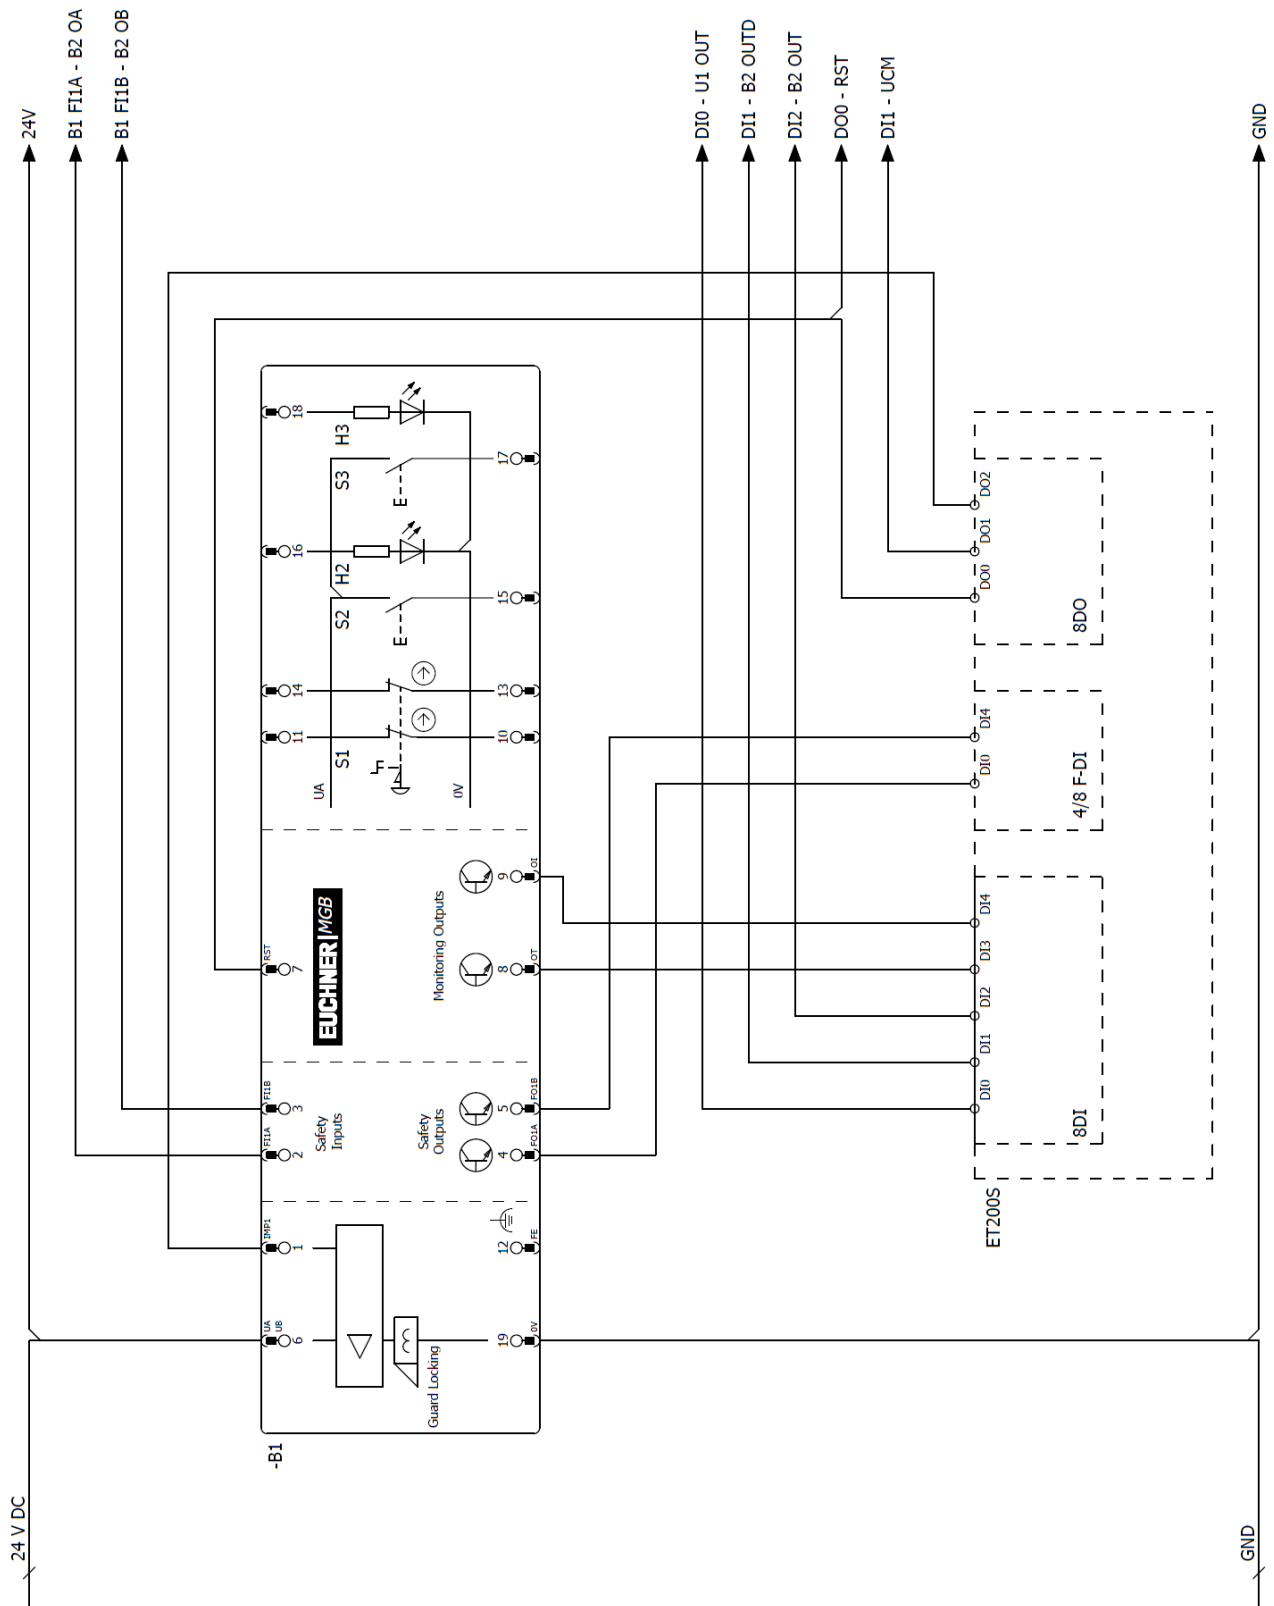 24 V DC
24V
B1 FI1A - B2 OA
B1 FI1B - B2 OB
-B1
UA
UB
6
IMP1
1
FI1A
2
FI1B
3
RST
7
11
14
16
18
Safety
Inputs
EUCHNER|MGB
UA
S1
S2
H2
S3
H3
Guard Locking
Safety
Outputs
Monitoring Outputs
0V
19
0V
12
FE
4
FO1A
5
FO1B
8
OT
9
OI
10
13
15
17
DI0 - U1 OUT
DI1 - B2 OUTD
DI2 - B2 OUT
DO0 - RST
DI1 - UCM
ET200S
DI0
DI1
DI2
DI3
DI4
8DI
DI0
DI4
4/8 F-DI
DO0
DO1
DO2
8DO
GND
GND